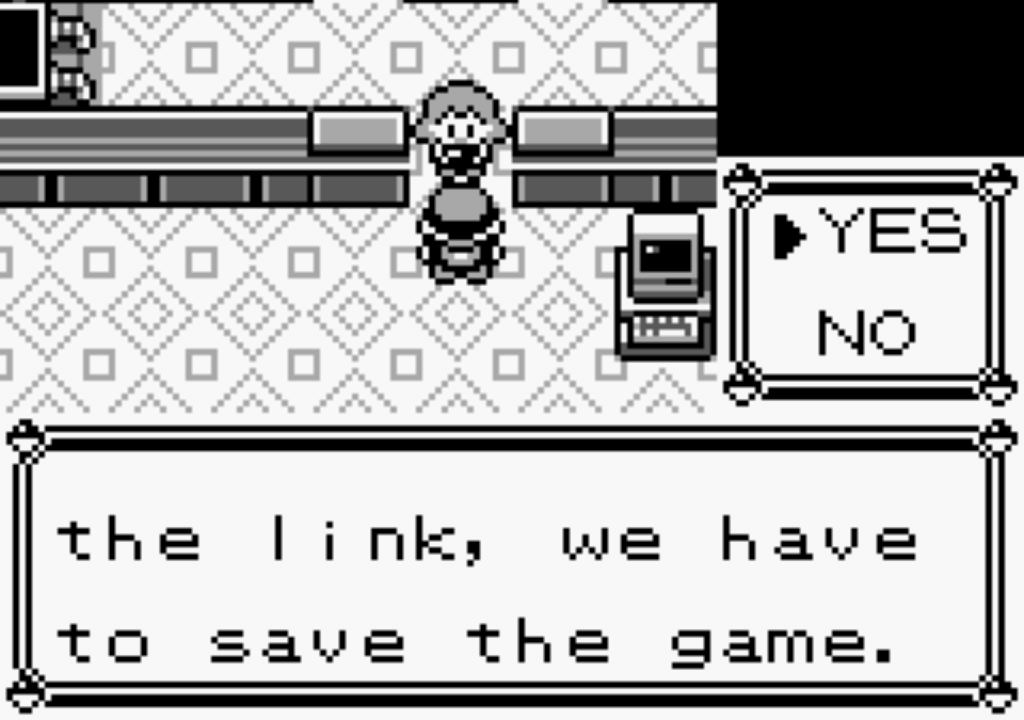 YES
NO
the link, we have
to save the game.